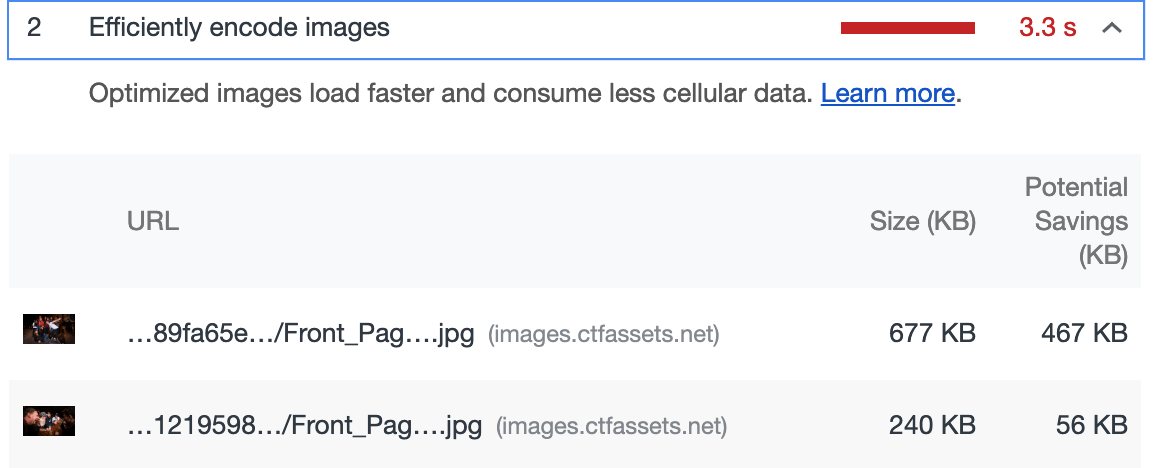 2 Efficiently encode images 3.3 s
Optimized images load faster and consume less cellular data. Learn more.
URL Size (KB) Potential Savings (KB)
…89fa65e…/Front_Pag….jpg (images.ctfassets.net) 677 KB 467 KB
…1219598…/Front_Pag….jpg (images.ctfassets.net) 240 KB 56 KB